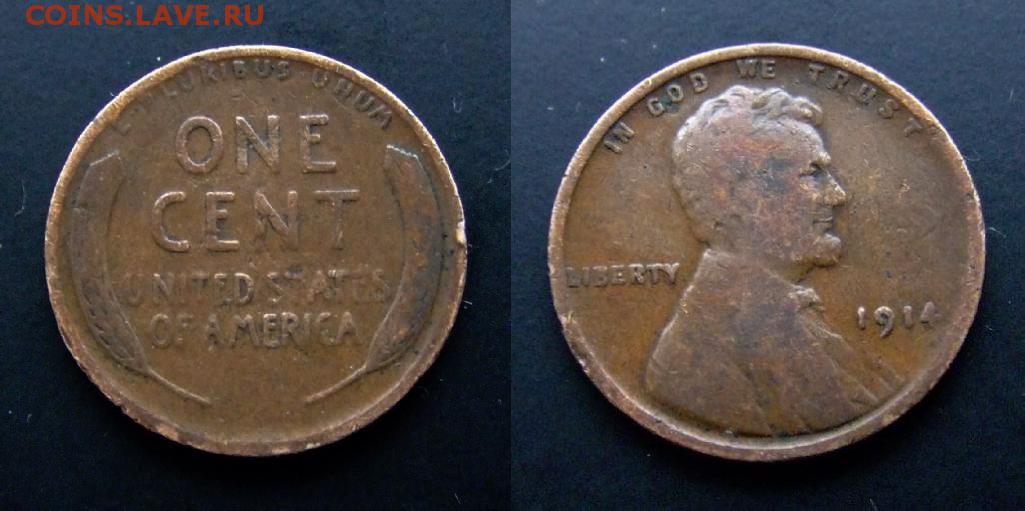 COINS.LAVE.RU
PLURIBUS UNUM
ONE
CENT
UNITED STATES
OF AMERICA
IN GOD WE TRUST
LIBERTY
1914